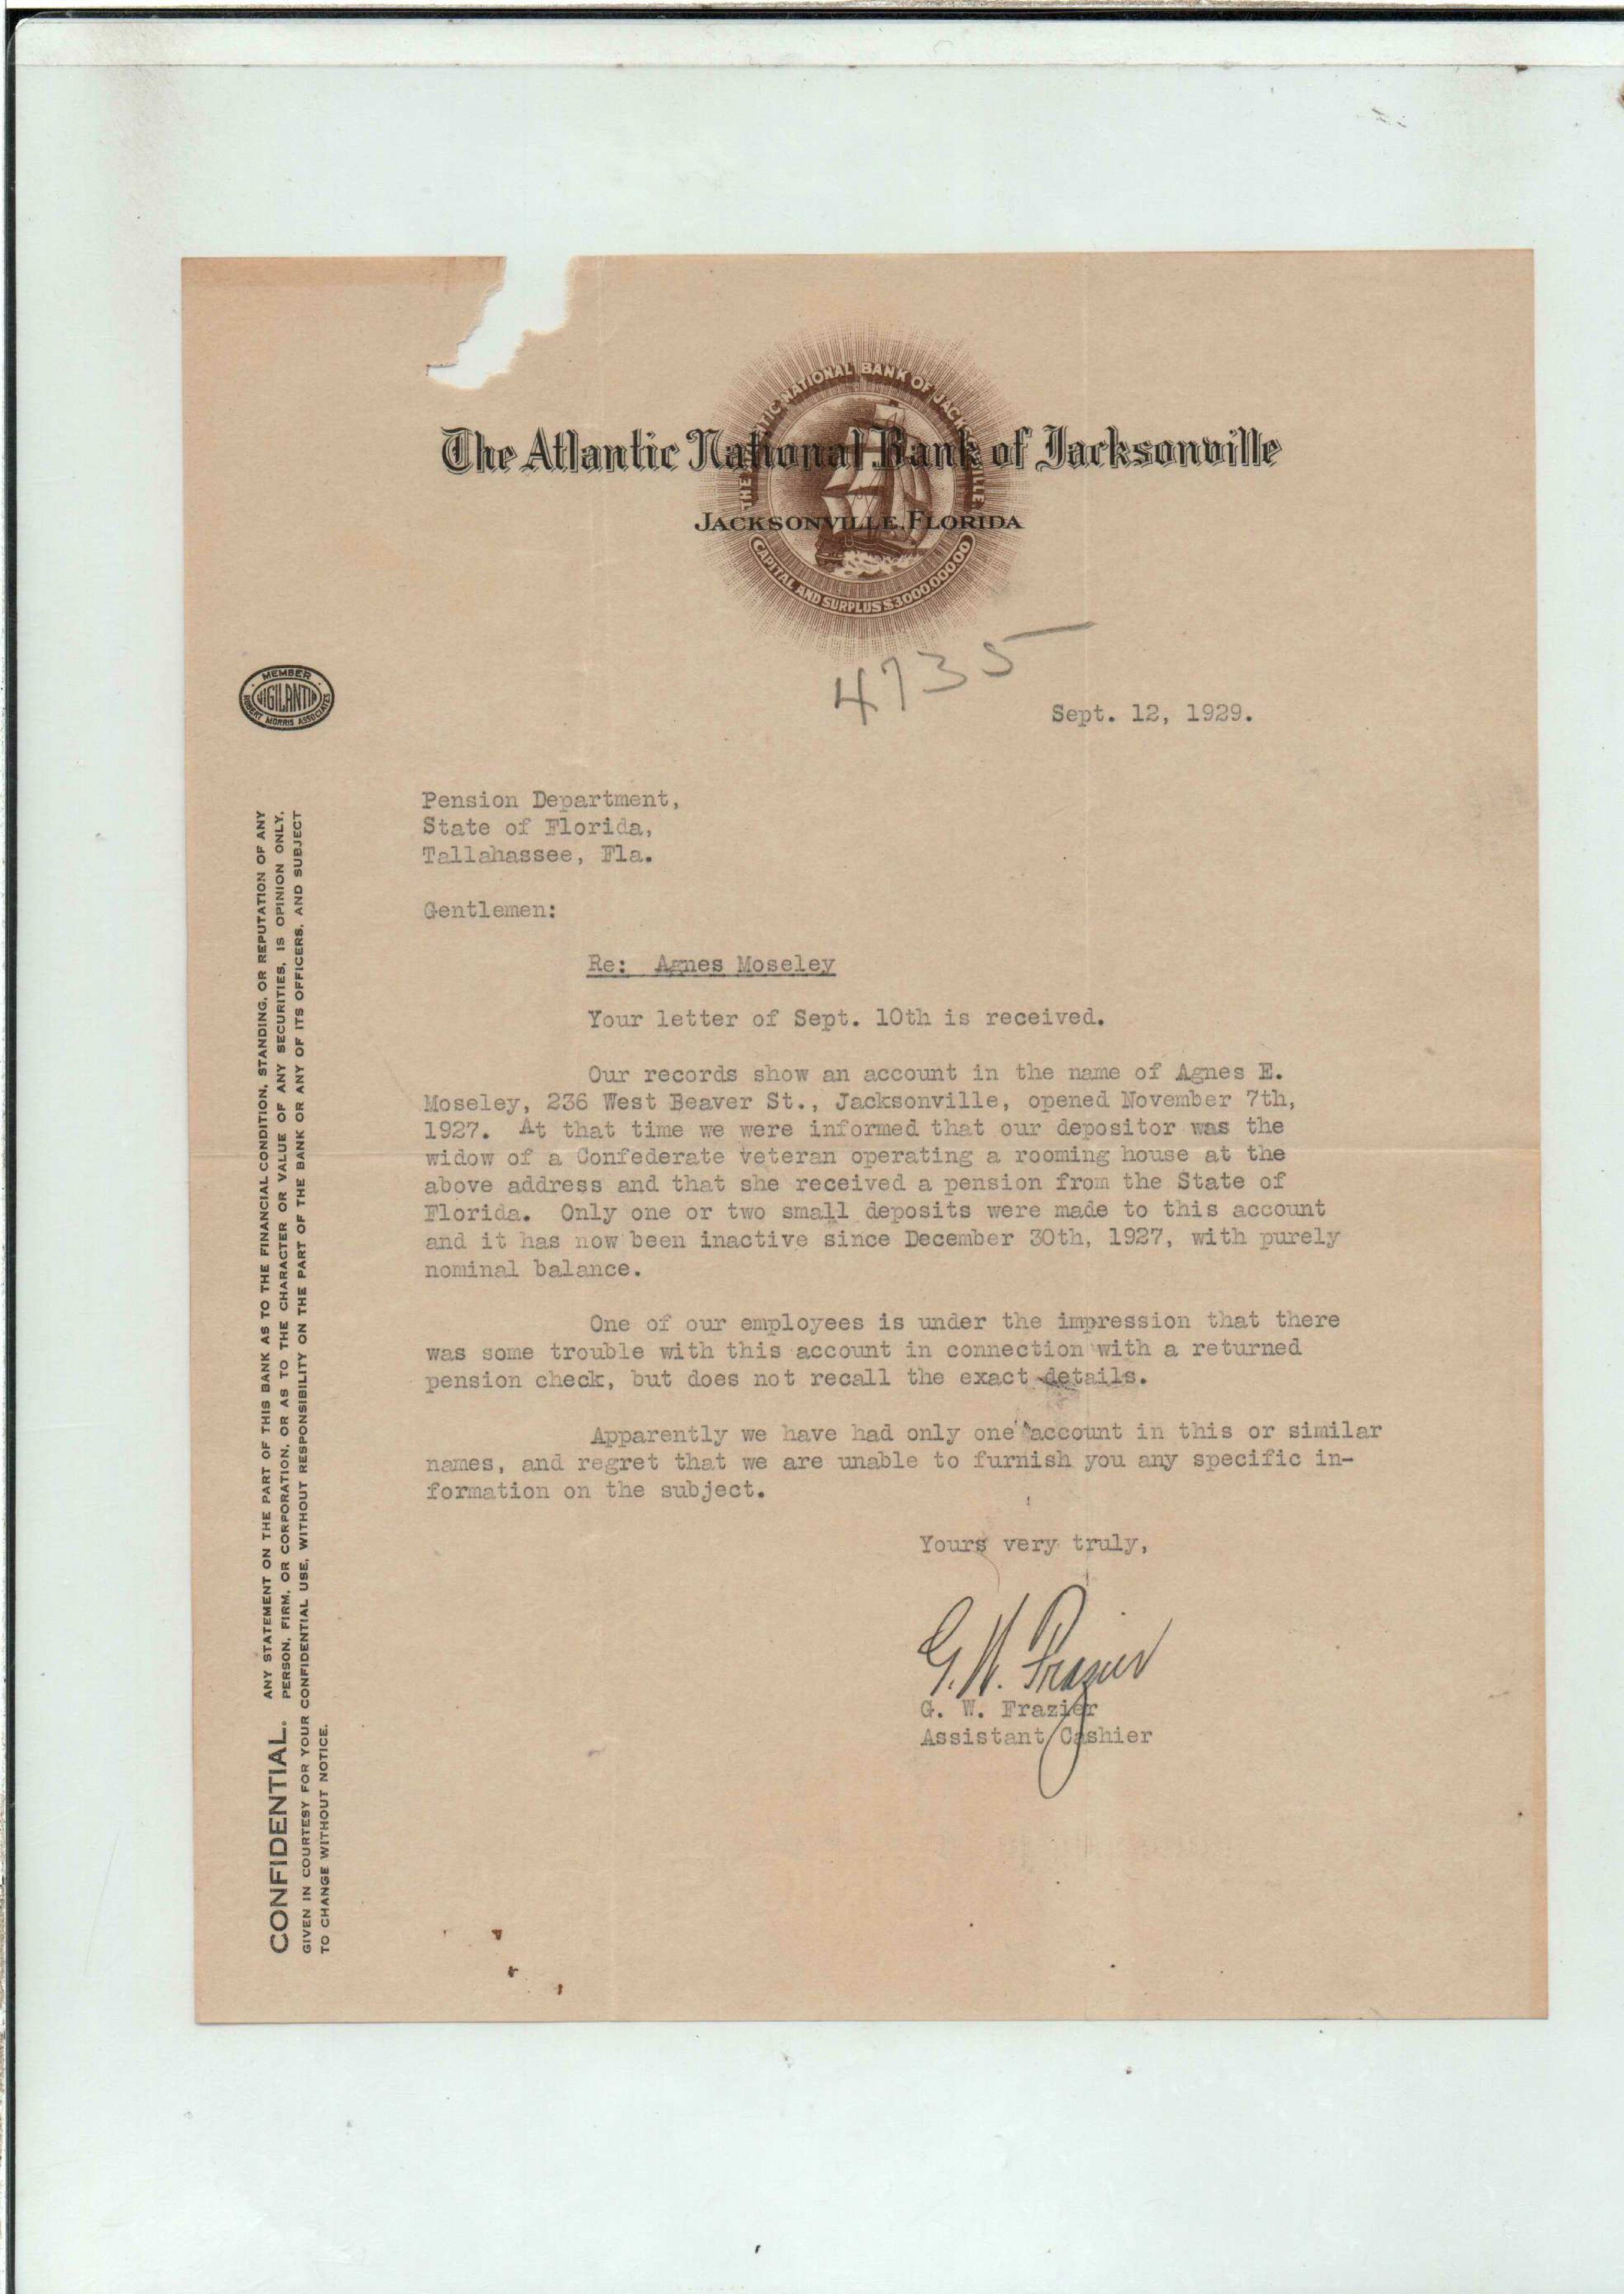 THE ATLANTIC NATIONAL BANK OF JACKSONVILLE
The Atlantic National Bank of Jacksonville
JACKSONVILLE, FLORIDA
CAPITAL AND SURPLUS $3000000.00
4735
MEMBER
VIGILANTIA
ROBERT MORRIS ASSOCIATES
Sept. 12, 1929.
Pension Department,
State of Florida,
Tallahassee, Fla.
Gentlemen:
Re: Agnes Moseley
Your letter of Sept. 10th is received.
Our records show an account in the name of Agnes E.
Moseley, 236 West Beaver St., Jacksonville, opened November 7th,
1927. At that time we were informed that our depositor was the
widow of a Confederate veteran operating a rooming house at the
above address and that she received a pension from the State of
Florida. Only one or two small deposits were made to this account
and it has now been inactive since December 30th, 1927, with purely
nominal balance.
One of our employees is under the impression that there
was some trouble with this account in connection with a returned
pension check, but does not recall the exact details.
Apparently we have had only one account in this or similar
names, and regret that we are unable to furnish you any specific in-
formation on the subject.
Yours very truly,
G. W. Frazier
G. W. Frazier
Assistant Cashier
CONFIDENTIAL. ANY STATEMENT ON THE PART OF THIS BANK AS TO THE FINANCIAL CONDITION, STANDING, OR REPUTATION OF ANY
PERSON, FIRM, OR CORPORATION, OR AS TO THE CHARACTER OR VALUE OF ANY SECURITIES, IS OPINION ONLY,
GIVEN IN COURTESY FOR YOUR CONFIDENTIAL USE, WITHOUT RESPONSIBILITY ON THE PART OF THE BANK OR ANY OF ITS OFFICERS, AND SUBJECT
TO CHANGE WITHOUT NOTICE.